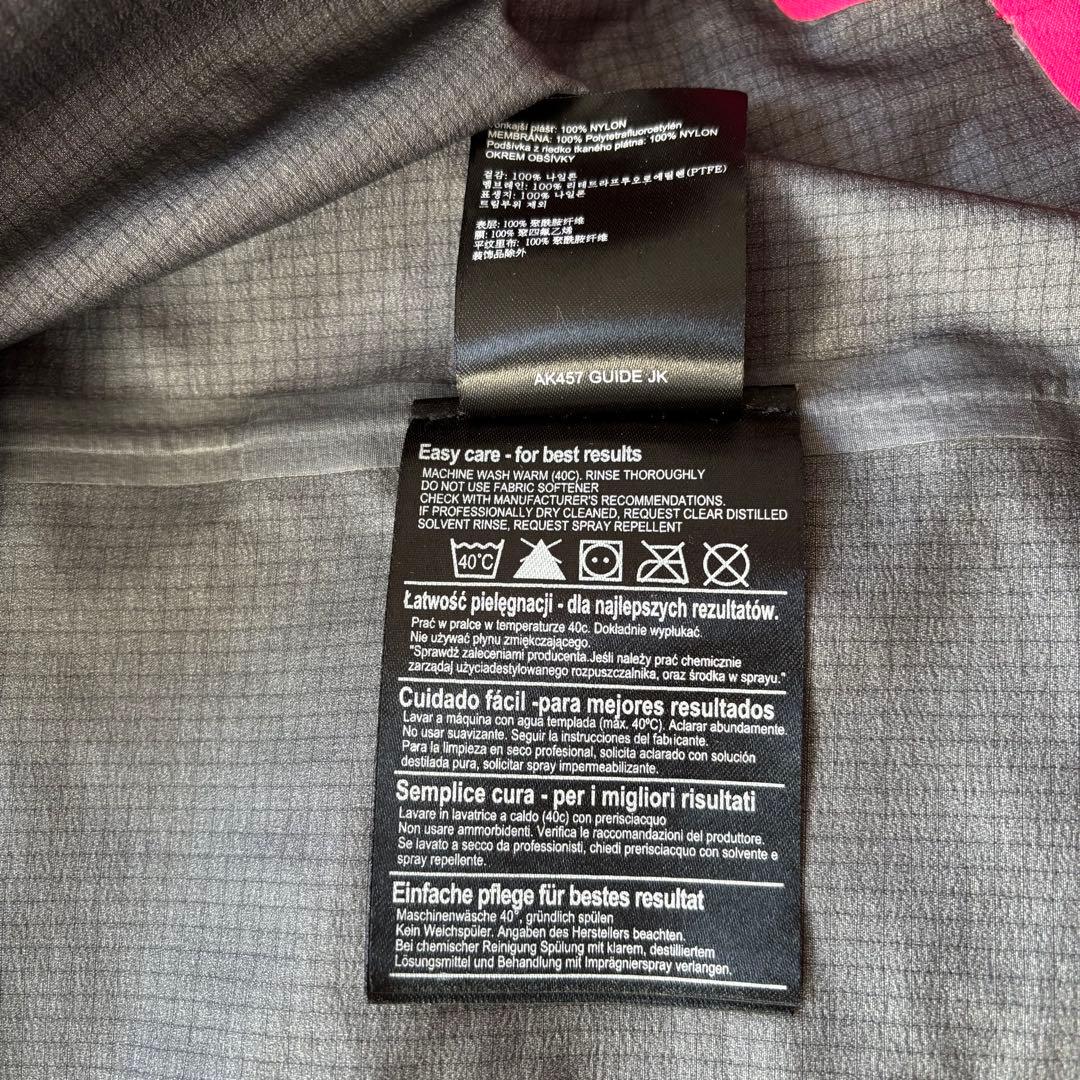 plášť: 100% NYLON
MEMBRÁNA: 100% Polytetrafluoroetylén
Podšívka z riedko tkaného plátna: 100% NYLON
OKREM OBŠÍVKY
겉감: 100% 나일론
멤브레인: 100% 리테트라프루오로에틸렌(PTFE)
표생지: 100% 나일론
트림부위 제외
表层: 100% 聚酰胺纤维
膜: 100% 聚四氟乙烯
平纹里布: 100% 聚酰胺纤维
装饰品除外
AK457 GUIDE JK
Easy care - for best results
MACHINE WASH WARM (40C). RINSE THOROUGHLY
DO NOT USE FABRIC SOFTENER
CHECK WITH MANUFACTURER'S RECOMMENDATIONS.
IF PROFESSIONALLY DRY CLEANED, REQUEST CLEAR DISTILLED
SOLVENT RINSE, REQUEST SPRAY REPELLENT
40°C
Łatwość pielęgnacji - dla najlepszych rezultatów.
Prać w pralce w temperaturze 40c. Dokładnie wypłukać.
Nie używać płynu zmiękczającego.
"Sprawdź zaleceniami producenta.Jeśli należy prać chemicznie
zarządaj użyciadestylowanego rozpuszczalnika, oraz środka w sprayu."
Cuidado fácil -para mejores resultados
Lavar a máquina con agua templada (máx. 40ºC). Aclarar abundamente.
No usar suavizante. Seguir la instrucciones del fabricante.
Para la limpieza en seco profesional, solicita aclarado con solución
destilada pura, solicitar spray impermeabilizante.
Semplice cura - per i migliori risultati
Lavare in lavatrice a caldo (40c) con prerisciacquo
Non usare ammorbidenti. Verifica le raccomandazioni del produttore.
Se lavato a secco da professionisti, chiedi prerisciacquo con solvente e
spray repellente.
Einfache pflege für bestes resultat
Maschinenwäsche 40°, gründlich spülen
Kein Weichspüler. Angaben des Herstellers beachten.
Bei chemischer Reinigung Spülung mit klarem, destilliertem
Lösungsmittel und Behandlung mit Imprägnierspray verlangen.